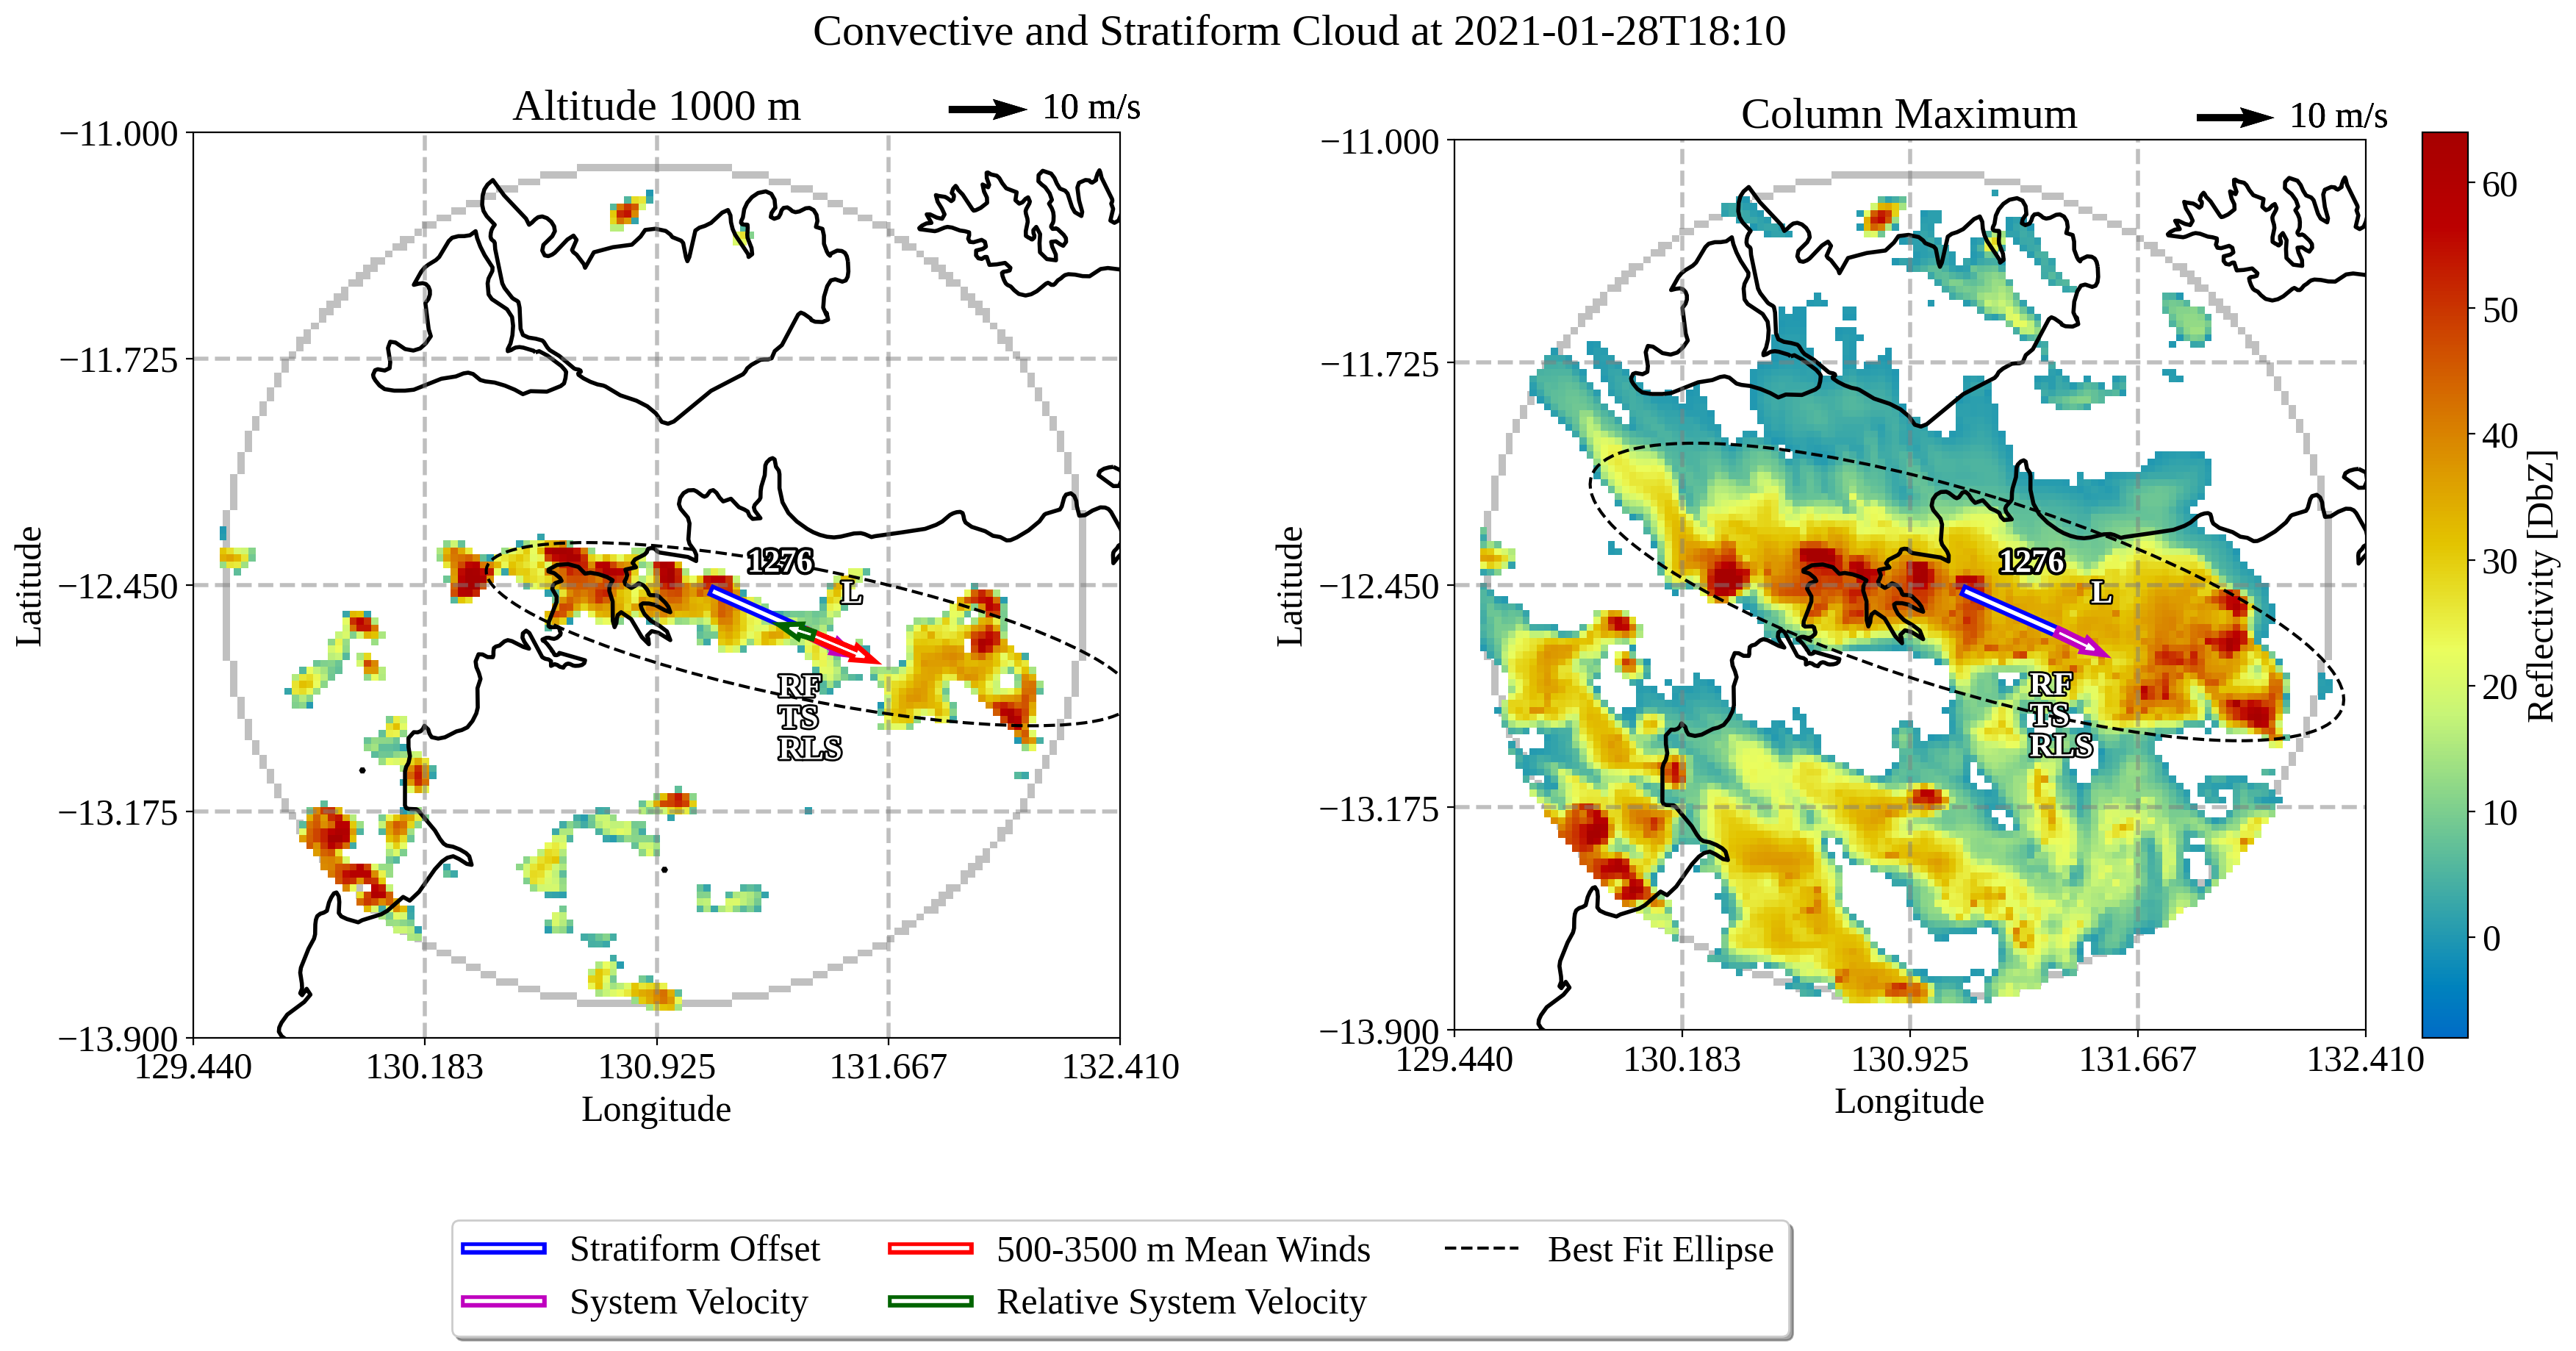 Convective and Stratiform Cloud at 2021-01-28T18:10
Altitude 1000 m
10 m/s
−11.000
−11.725
−12.450
−13.175
−13.900
Latitude
129.440
130.183
130.925
131.667
132.410
Longitude
1276
L
RF
TS
RLS
Column Maximum
10 m/s
−11.000
−11.725
−12.450
−13.175
−13.900
Latitude
129.440
130.183
130.925
131.667
132.410
Longitude
1276
L
RF
TS
RLS
60
50
40
30
20
10
0
Reflectivity [DbZ]
Stratiform Offset
500-3500 m Mean Winds
Best Fit Ellipse
System Velocity
Relative System Velocity